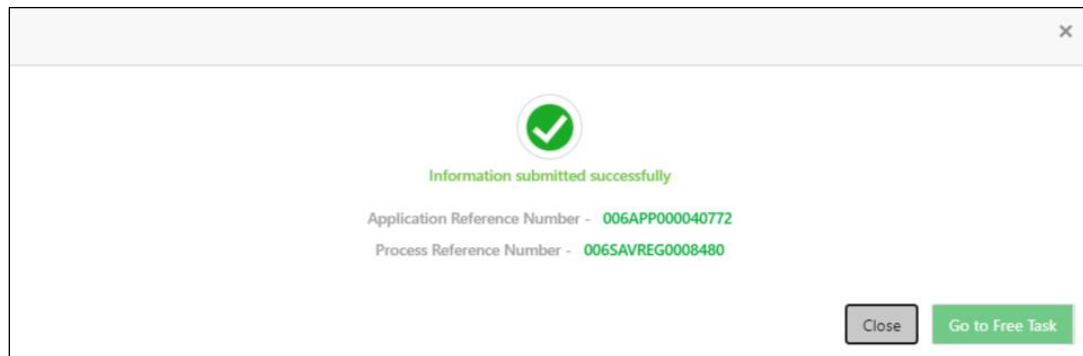 ×
Information submitted successfully
Application Reference Number - 006APP000040772
Process Reference Number - 006SAVREG0008480
Close Go to Free Task